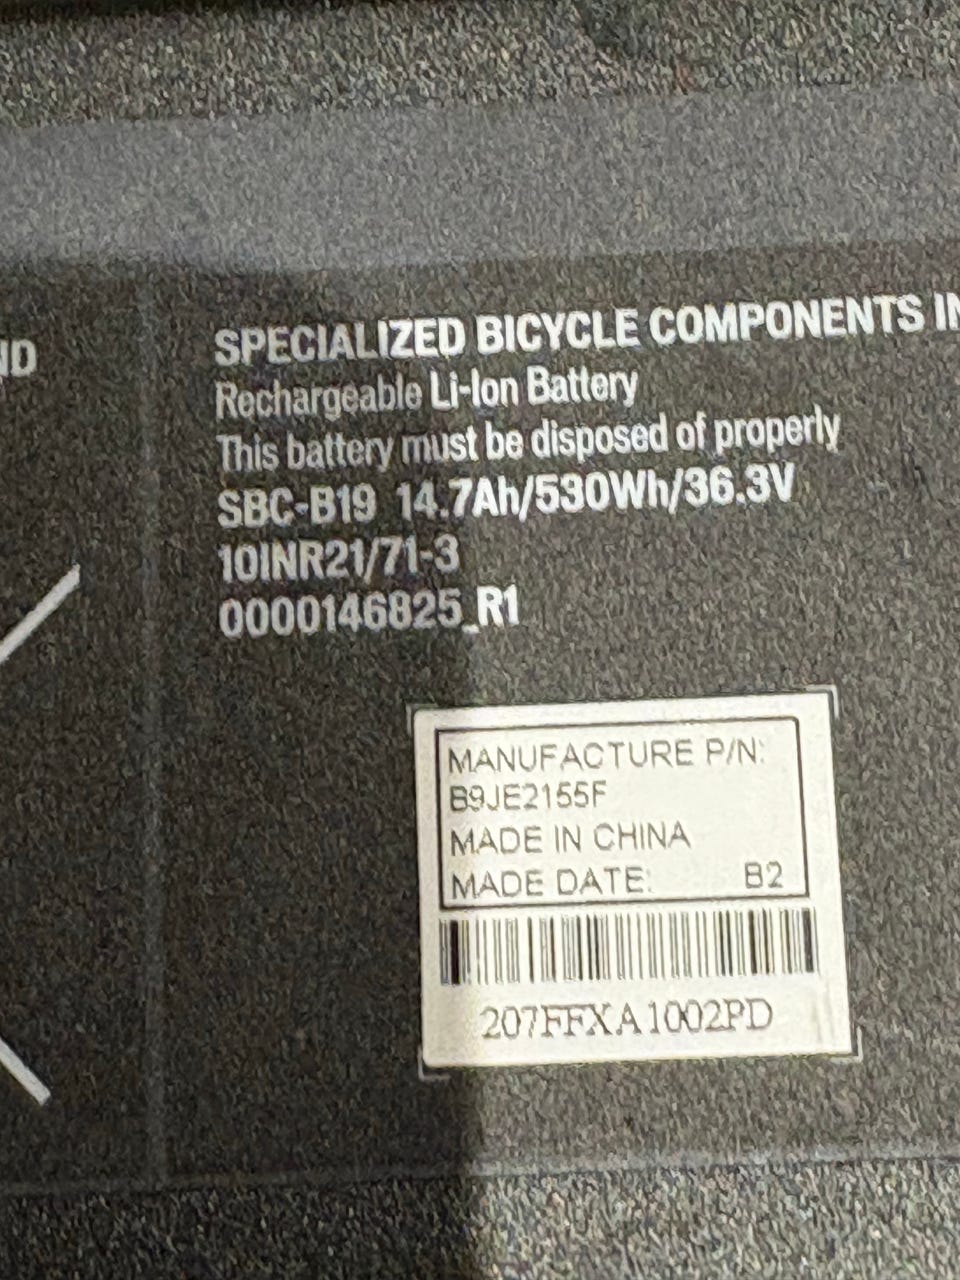 ND
SPECIALIZED BICYCLE COMPONENTS IN
Rechargeable Li-Ion Battery
This battery must be disposed of properly
SBC-B19 14.7Ah/530Wh/36.3V
10INR21/71-3
0000146825_R1
MANUFACTURE P/N:
B9JE2155F
MADE IN CHINA
MADE DATE: B2
207FFXA1002PD